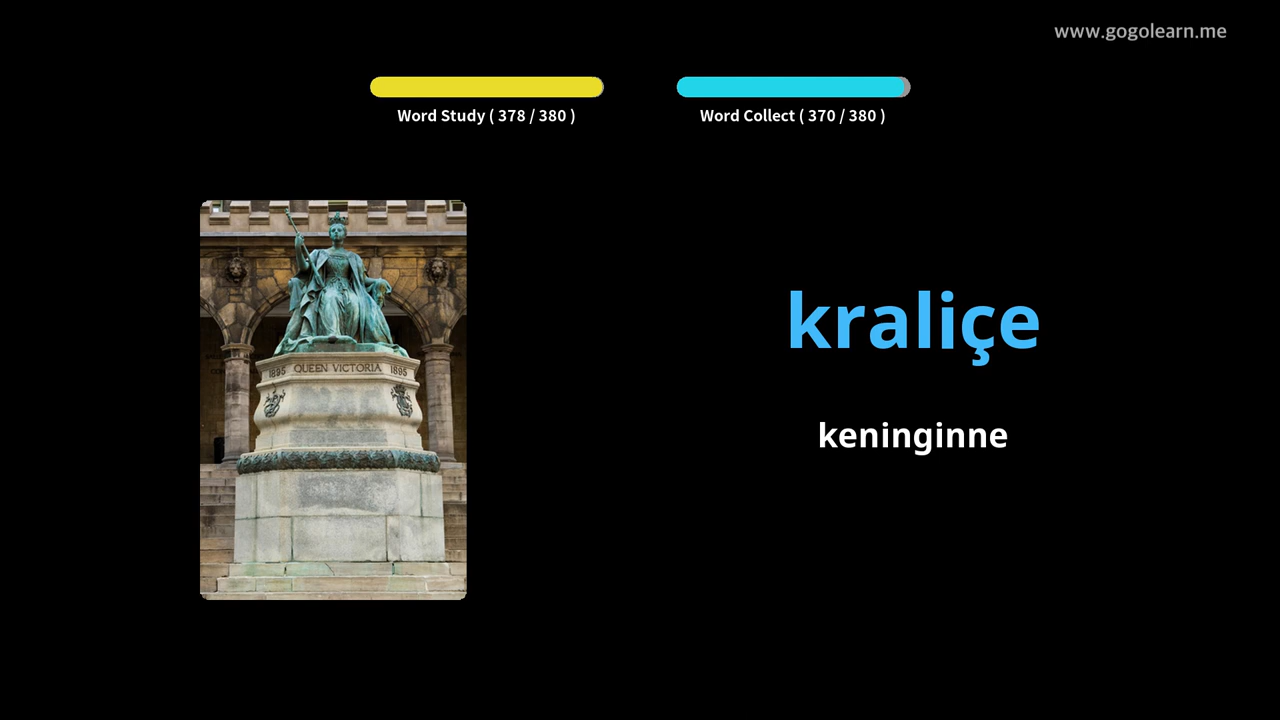 www.gogolearn.me
Word Study ( 378 / 380 )
Word Collect ( 370 / 380 )
1895 QUEEN VICTORIA 1895
kraliçe
keninginne